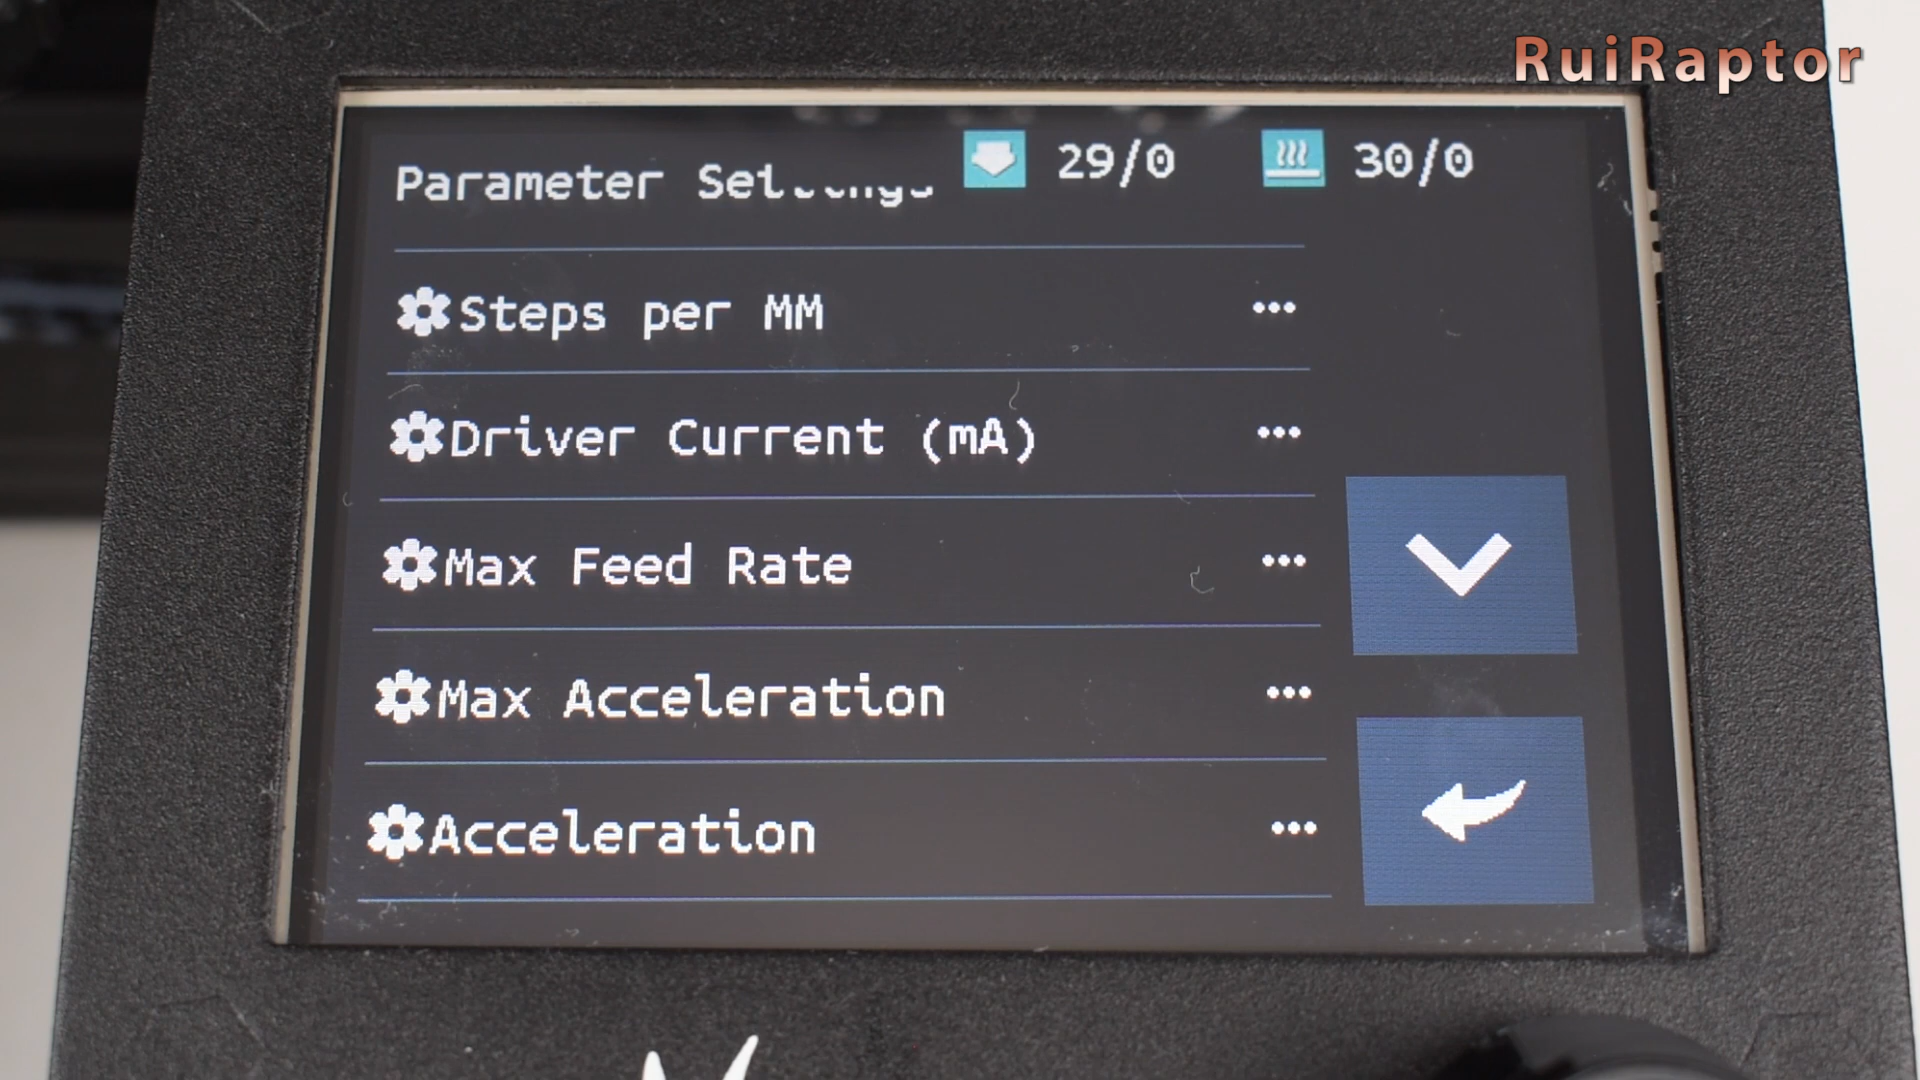 RuiRaptor
Parameter
29/0
30/0
Steps per MM
Driver Current (mA)
Max Feed Rate
Max Acceleration
Acceleration